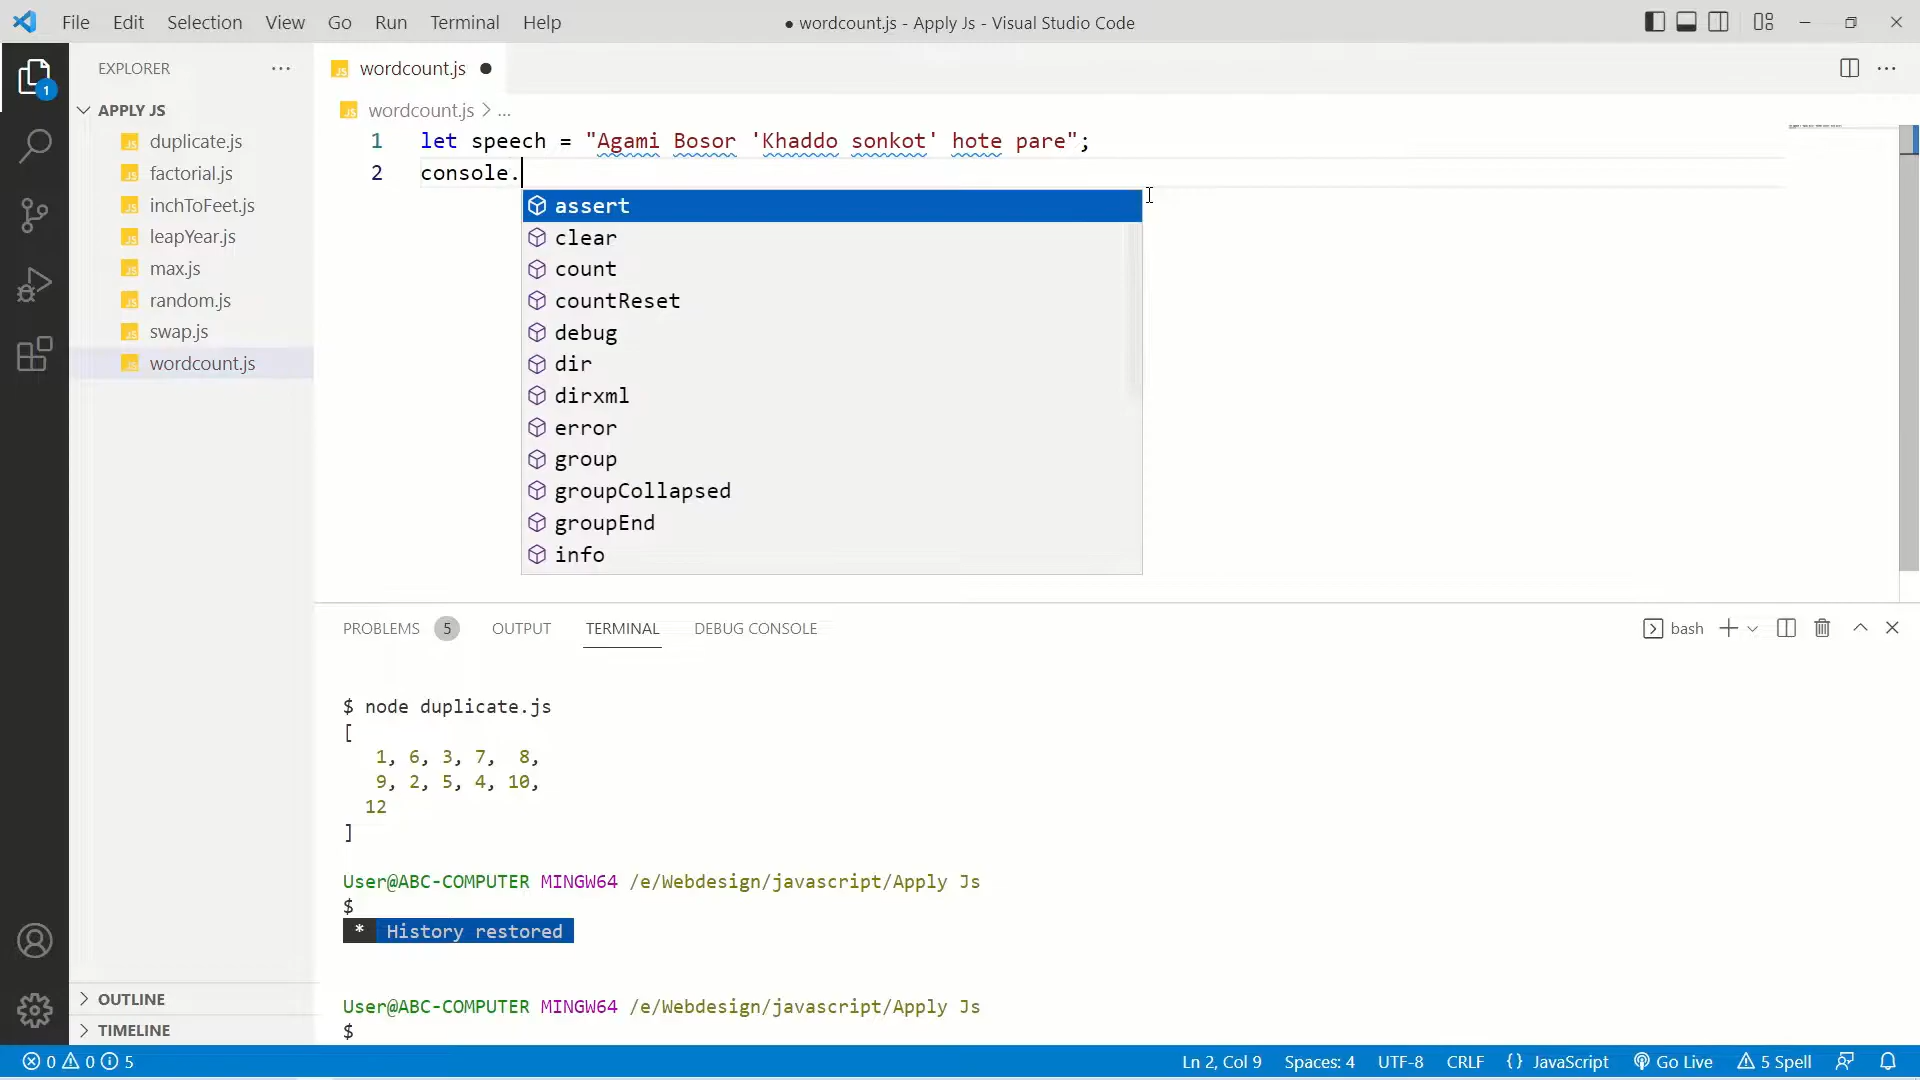 File Edit Selection View Go Run Terminal Help
● wordcount.js - Apply Js - Visual Studio Code
EXPLORER
APPLY JS
duplicate.js
factorial.js
inchToFeet.js
leapYear.js
max.js
random.js
swap.js
wordcount.js
OUTLINE
TIMELINE
1
JS wordcount.js ●
JS wordcount.js > ...
1 let speech = "Agami Bosor 'Khaddo sonkot' hote pare";
2 console.
assert
clear
count
countReset
debug
dir
dirxml
error
group
groupCollapsed
groupEnd
info
PROBLEMS 5 OUTPUT TERMINAL DEBUG CONSOLE
bash
$ node duplicate.js
[
1, 6, 3, 7, 8,
9, 2, 5, 4, 10,
12
]
User@ABC-COMPUTER MINGW64 /e/Webdesign/javascript/Apply Js
$
* History restored
User@ABC-COMPUTER MINGW64 /e/Webdesign/javascript/Apply Js
$
0 0 5
Ln 2, Col 9 Spaces: 4 UTF-8 CRLF {} JavaScript Go Live 5 Spell